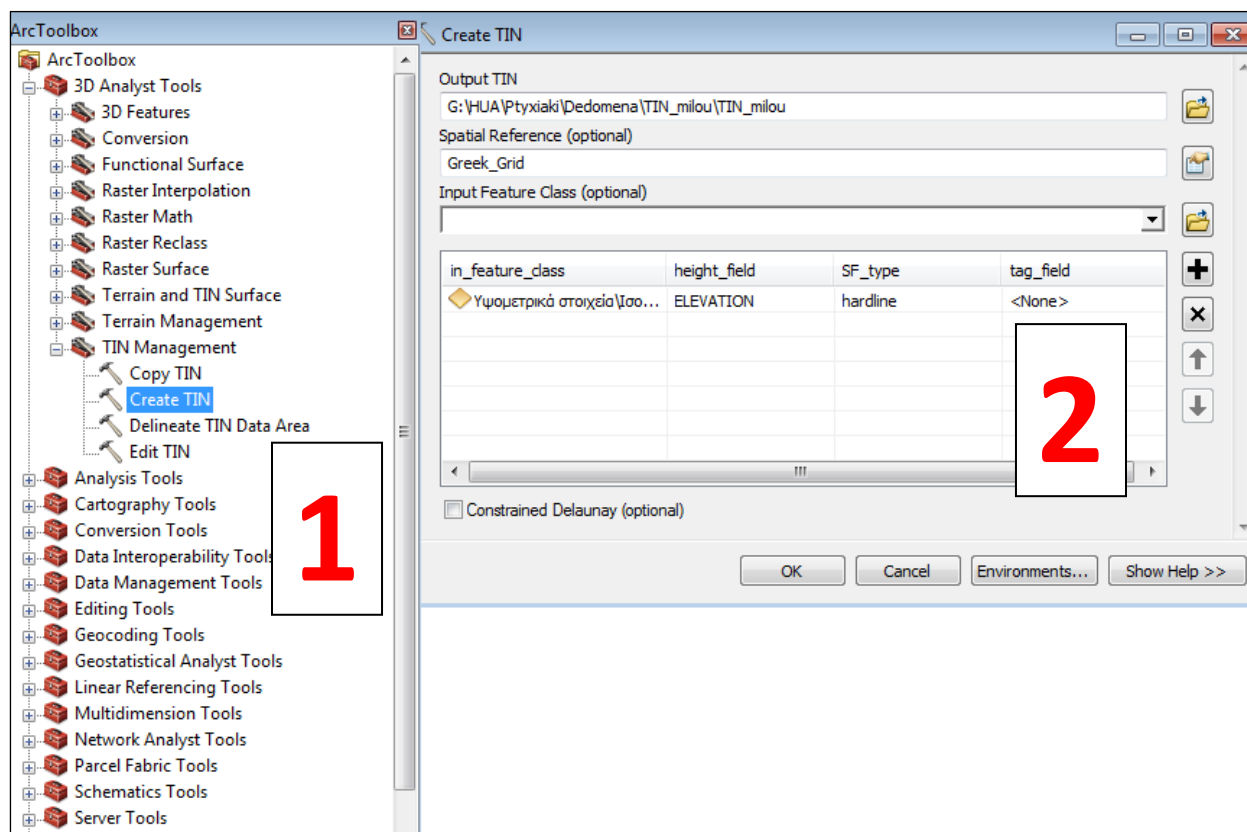 ArcToolbox
ArcToolbox
3D Analyst Tools
3D Features
Conversion
Functional Surface
Raster Interpolation
Raster Math
Raster Reclass
Raster Surface
Terrain and TIN Surface
Terrain Management
TIN Management
Copy TIN
Create TIN
Delineate TIN Data Area
Edit TIN
Analysis Tools
Cartography Tools
Conversion Tools
Data Interoperability Tools
Data Management Tools
Editing Tools
Geocoding Tools
Geostatistical Analyst Tools
Linear Referencing Tools
Multidimension Tools
Network Analyst Tools
Parcel Fabric Tools
Schematics Tools
Server Tools
1
Create TIN
Output TIN
G:\HUA\Ptyxiaki\Dedomena\TIN_milou\TIN_milou
Spatial Reference (optional)
Greek_Grid
Input Feature Class (optional)
in_feature_class height_field SF_type tag_field
Υψομετρικά στοιχεία\Ισο... ELEVATION hardline <None>
2
Constrained Delaunay (optional)
OK Cancel Environments... Show Help >>